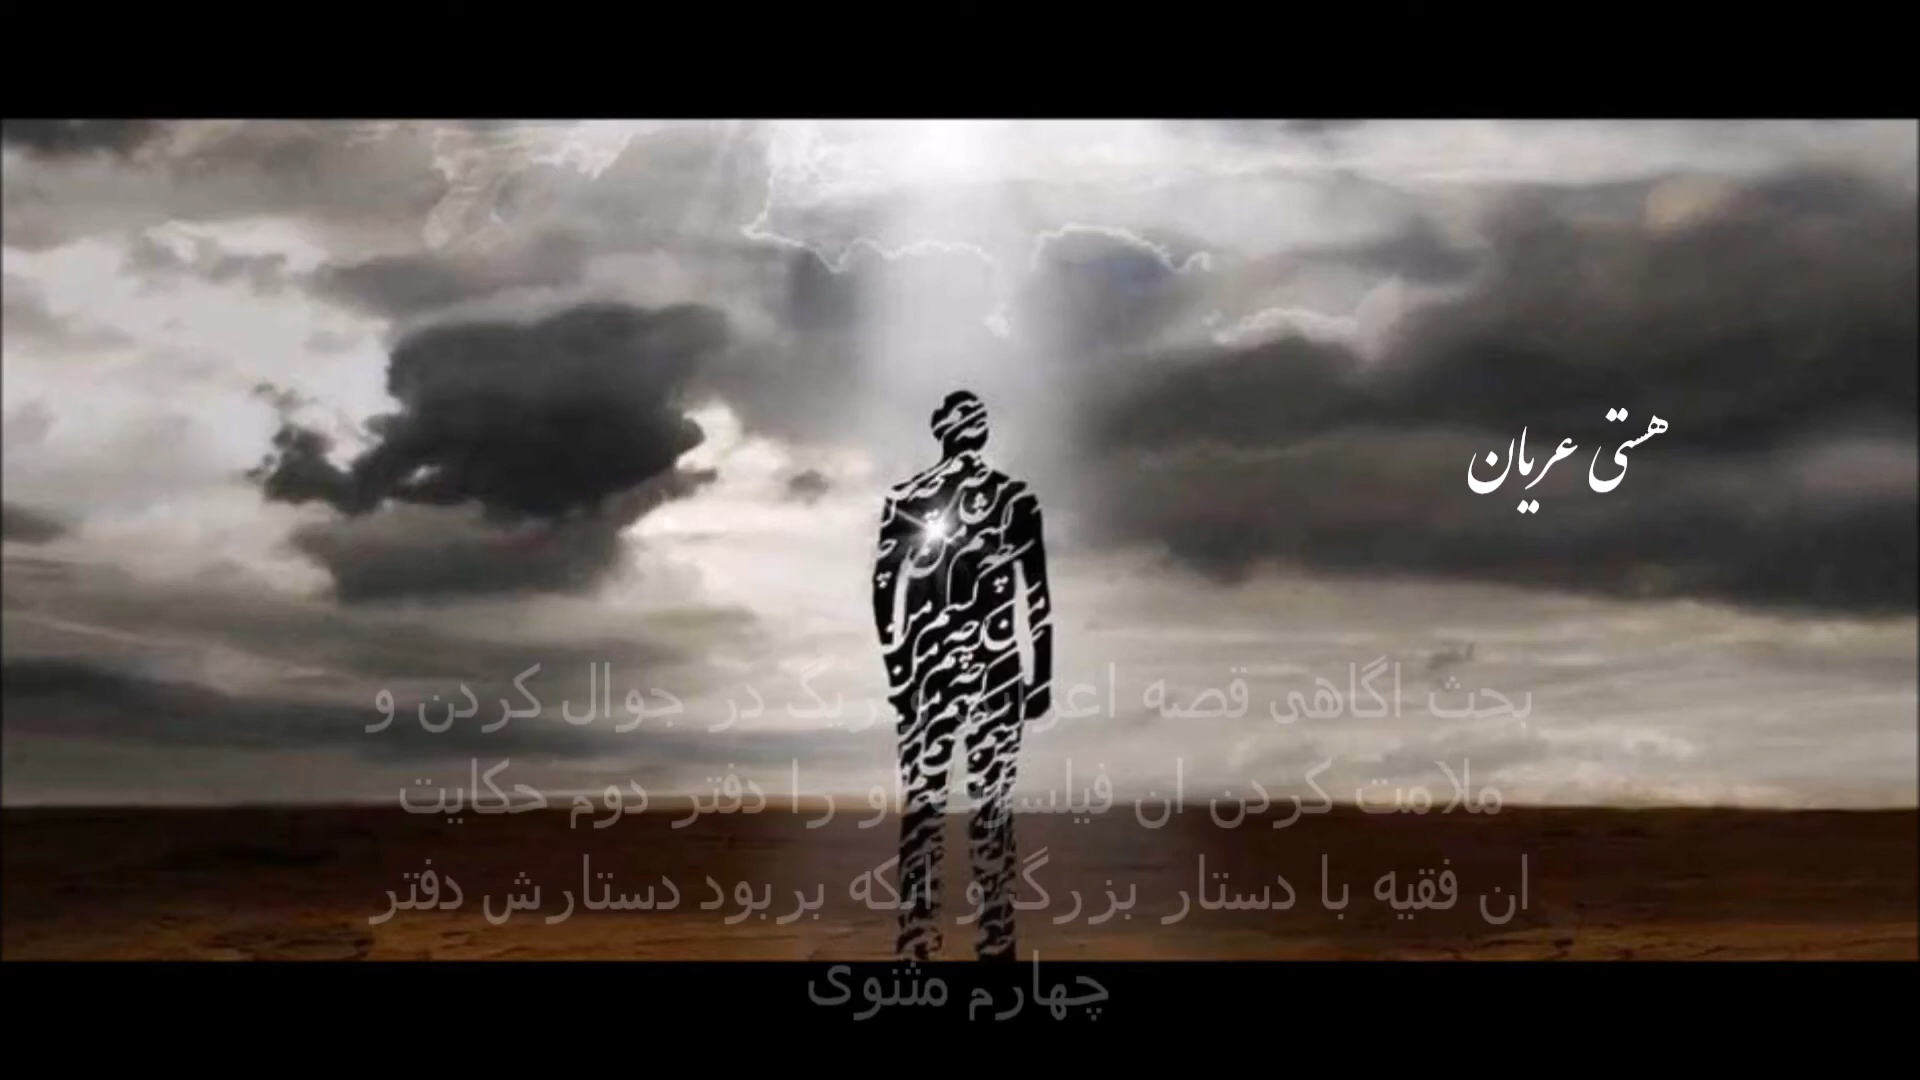 هستی عریان
بحث اگاهی قصه اعرابی و ریگ در جوال کردن و
ملامت کردن ان فیلسوف او را دفتر دوم حکایت
ان فقیه با دستار بزرگ و انکه بربود دستارش دفتر
چهارم مثنوی